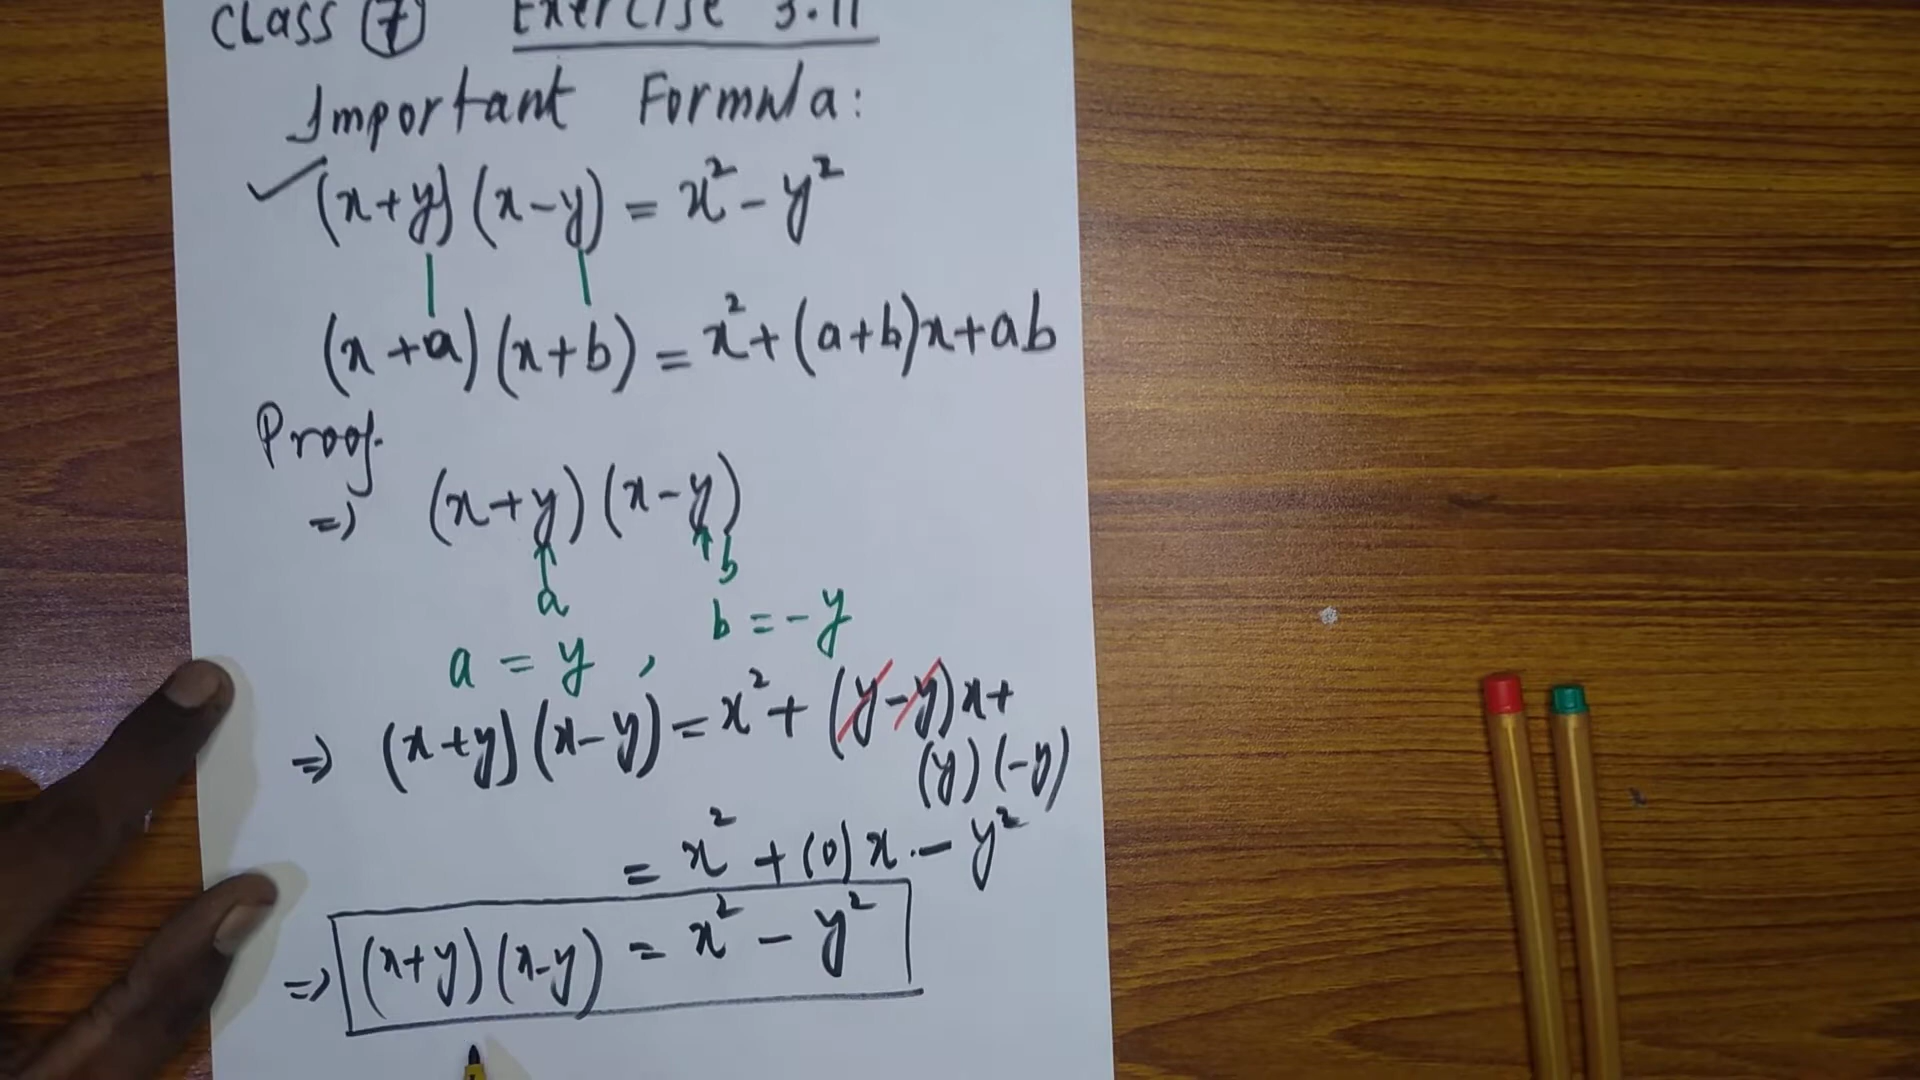 Class 7 Exercise 3.11
Important Formula:
✓ (x+y)(x-y) = x² - y²
(x+a)(x+b) = x² + (a+b)x + ab
Proof
=> (x+y)(x-y)
a b
b = -y
a = y ,
=> (x+y)(x-y) = x² + (y-y)x +
(y)(-y)
= x² + (0)x - y²
=> (x+y)(x-y) = x² - y²